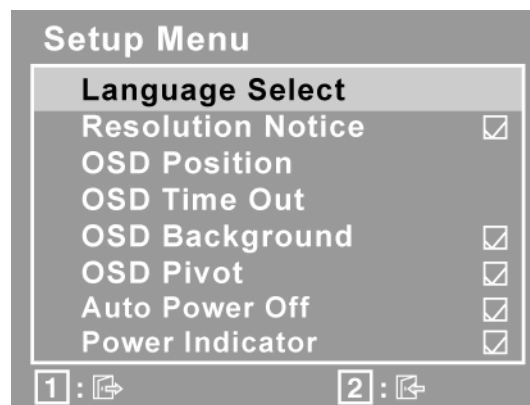 Setup Menu
Language Select
Resolution Notice
OSD Position
OSD Time Out
OSD Background
OSD Pivot
Auto Power Off
Power Indicator
1 : 2 :